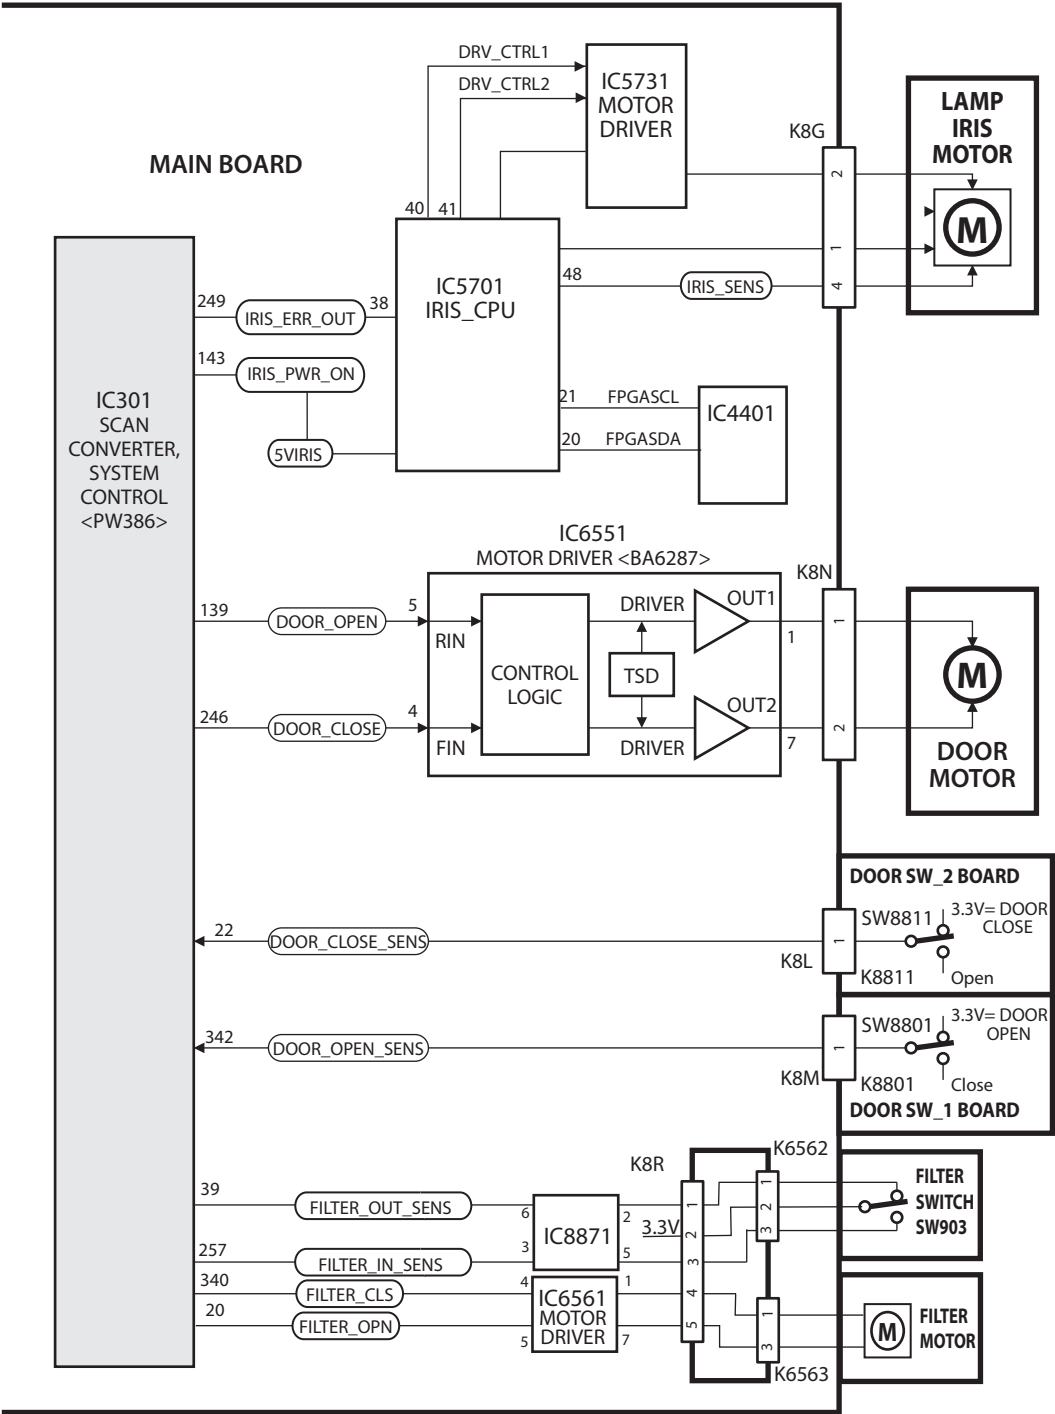 DRV_CTRL1
DRV_CTRL2
IC5731
MOTOR
DRIVER
K8G
LAMP
IRIS
MOTOR
MAIN BOARD
2
40
41
M
1
IC5701
IRIS_CPU
48
IRIS_SENS
4
249
IRIS_ERR_OUT
38
143
IRIS_PWR_ON
5VIRIS
IC301
SCAN
CONVERTER,
SYSTEM
CONTROL
<PW386>
21
FPGASCL
20
FPGASDA
IC4401
IC6551
MOTOR DRIVER <BA6287>
K8N
139
DOOR_OPEN
5
RIN
CONTROL
LOGIC
DRIVER
OUT1
1
1
TSD
M
246
DOOR_CLOSE
4
FIN
DRIVER
OUT2
7
2
DOOR
MOTOR
DOOR SW_2 BOARD
22
DOOR_CLOSE_SENS
1
K8L
SW8811
3.3V= DOOR
CLOSE
K8811
Open
342
DOOR_OPEN_SENS
1
K8M
SW8801
3.3V= DOOR
OPEN
K8801
Close
DOOR SW_1 BOARD
K8R
K6562
39
FILTER_OUT_SENS
6
IC8871
2
3.3V
1
2
3
4
5
1
2
3
FILTER
SWITCH
SW903
257
FILTER_IN_SENS
3
5
340
FILTER_CLS
4
IC6561
MOTOR
DRIVER
1
20
FILTER_OPN
5
7
1
3
K6563
M
FILTER
MOTOR